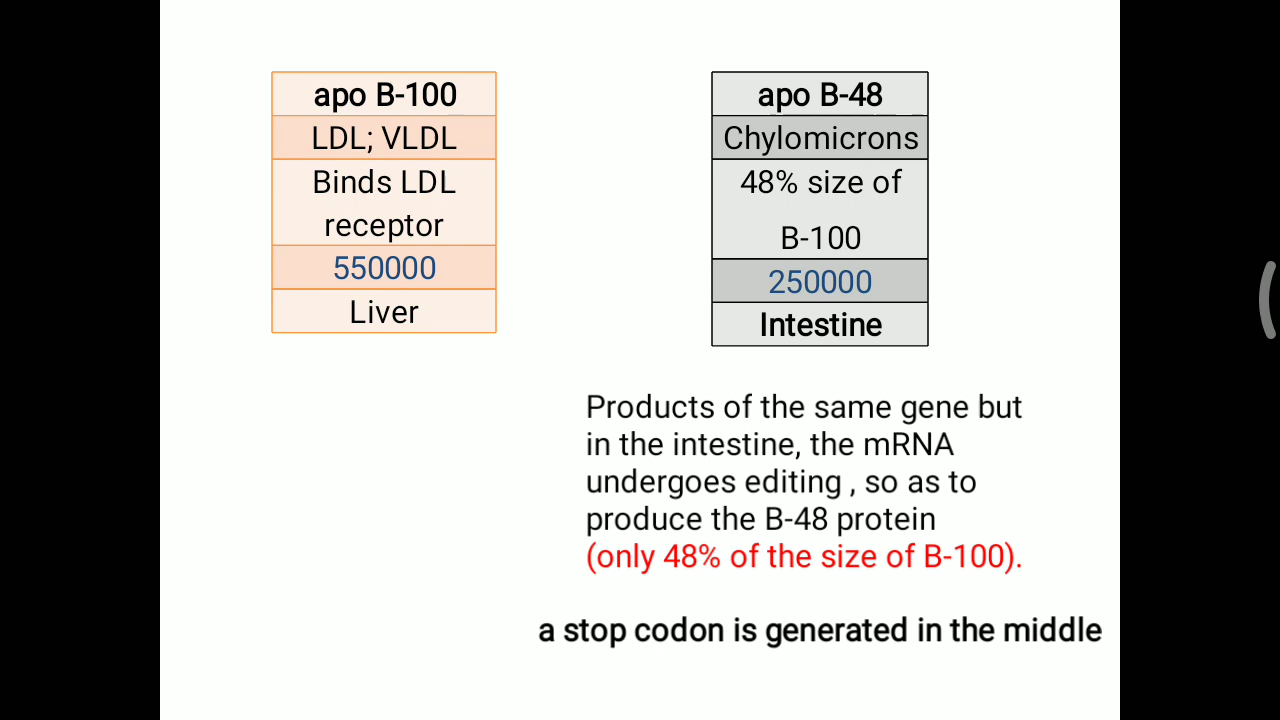 apo B-100
LDL; VLDL
Binds LDL
receptor
550000
Liver
apo B-48
Chylomicrons
48% size of
B-100
250000
Intestine
Products of the same gene but
in the intestine, the mRNA
undergoes editing , so as to
produce the B-48 protein
(only 48% of the size of B-100).
a stop codon is generated in the middle